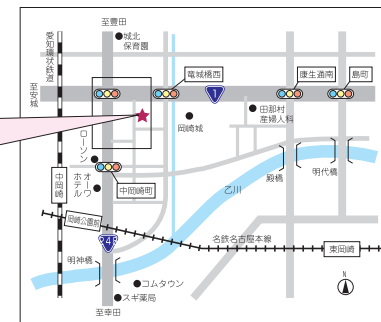 至豊田
城北
保育園
愛知環状鉄道
至安城
竜城橋西
1
康生通南
島町
田那村
産婦人科
岡崎城
ローソン
中岡崎
オーワ
ホテル
中岡崎町
岡崎公園前
4
乙川
殿橋
明代橋
名鉄名古屋本線
東岡崎
明神橋
コムタウン
スギ薬局
至幸田
N